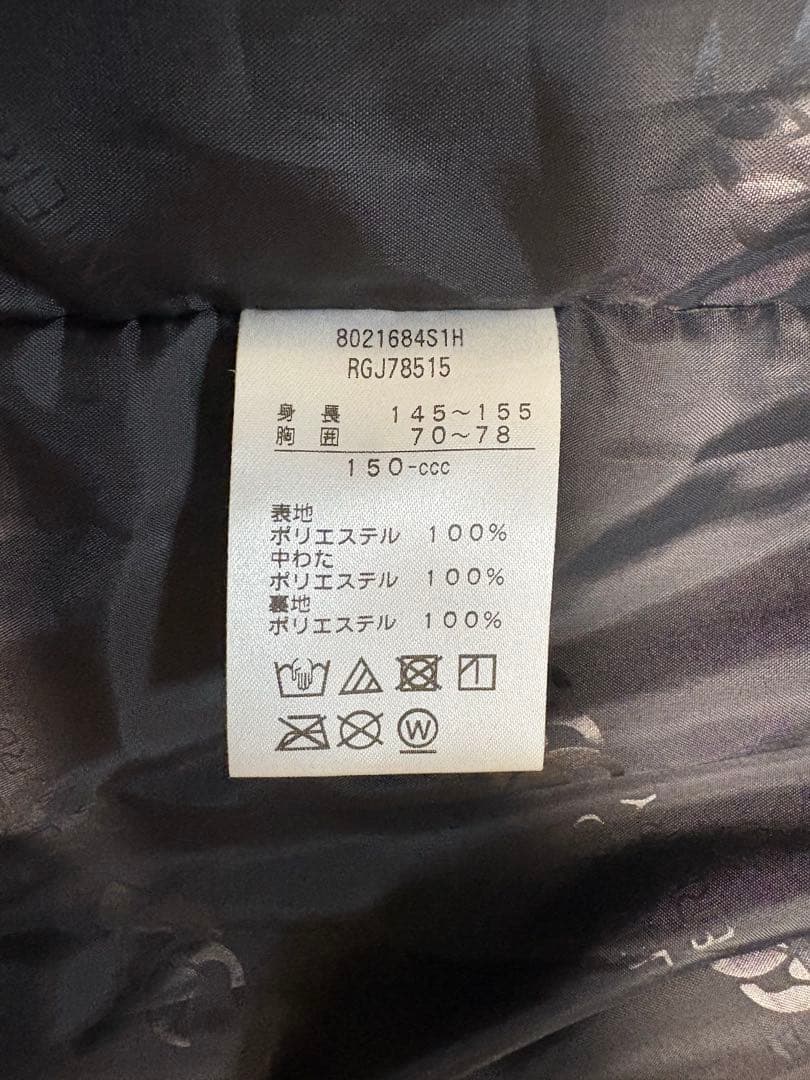 8021684S1H
RGJ78515
身 長 145～155
胸 囲 70～78
150-ccc
表地
ポリエステル 100%
中わた
ポリエステル 100%
裏地
ポリエステル 100%
W